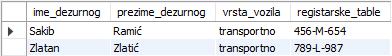 ime_dezurnog prezime_dezurnog vrsta_vozila registarske_table
Sakib Ramić transportno 456-M-654
Zlatan Zlatić transportno 789-L-987